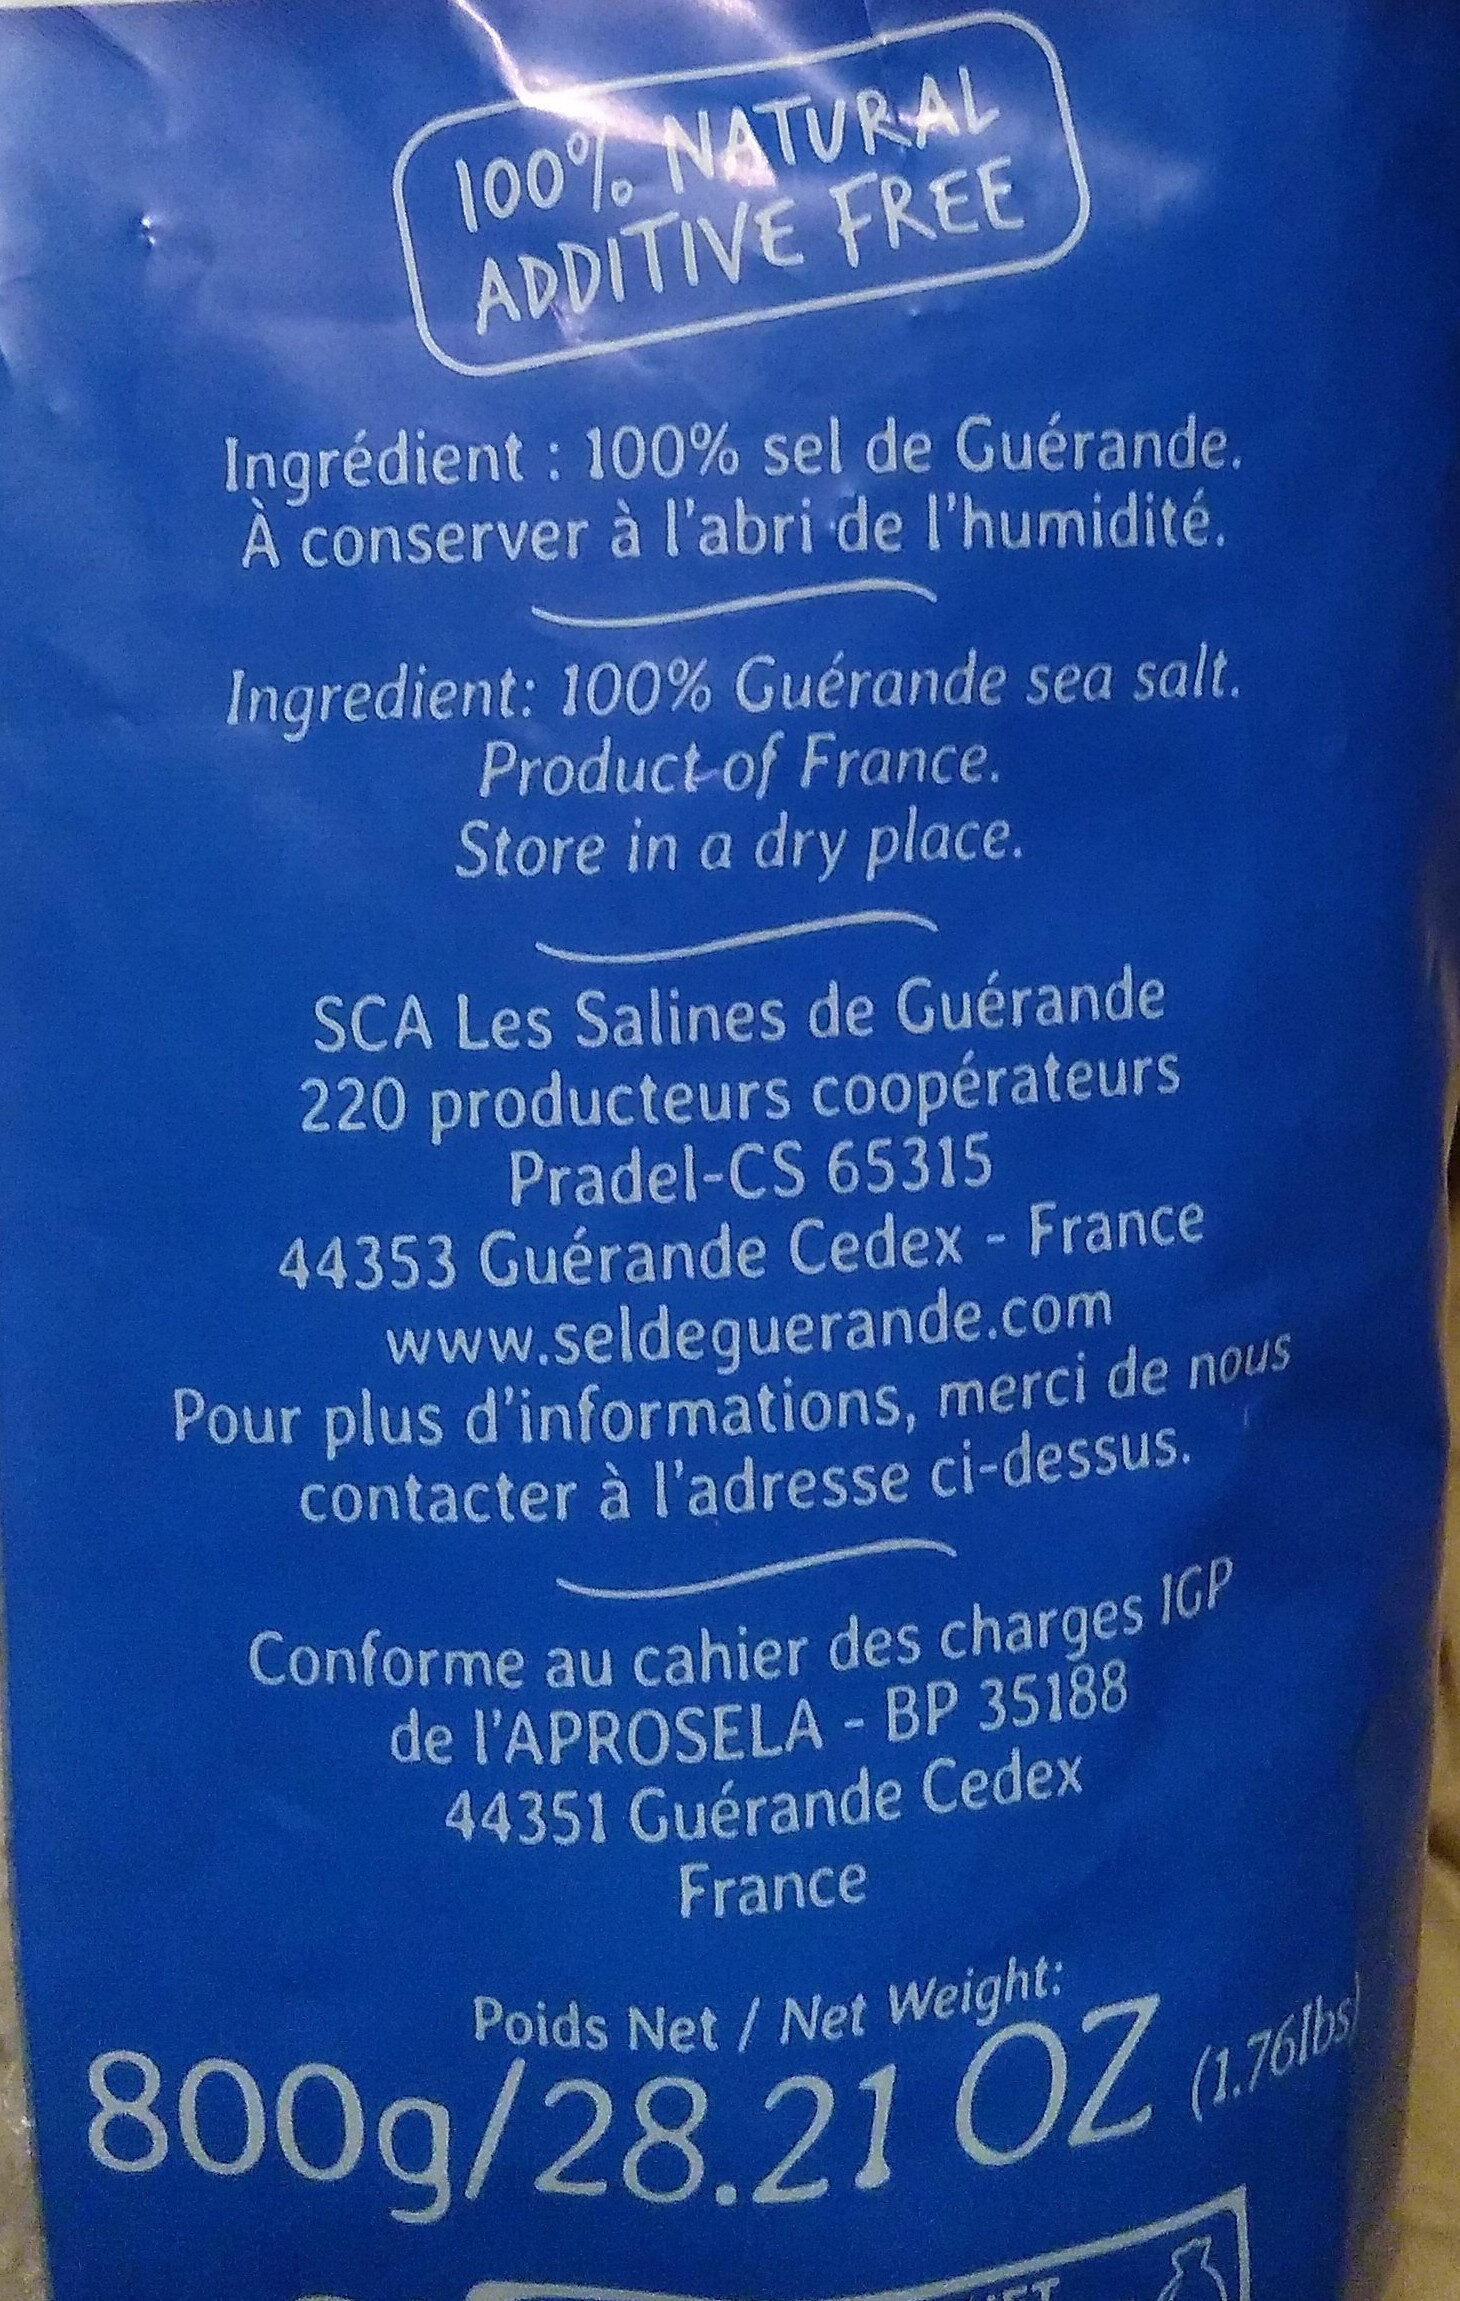 100% NATURAL
ADDITIVE FREE
Ingrédient : 100% sel de Guérande.
À conserver à l'abri de l'humidité.
Ingredient: 100% Guérande sea salt.
Product of France.
Store in a dry place.
SCA Les Salines de Guérande
220 producteurs coopérateurs
Pradel-CS 65315
44353 Guérande Cedex - France
www.seldeguerande.com
Pour plus d'informations, merci de nous
contacter à l'adresse ci-dessus.
Conforme au cahier des charges IGP
de l'APROSELA - BP 35188
44351 Guérande Cedex
France
Poids Net / Net Weight:
800g/28.21 OZ (1.76lbs)